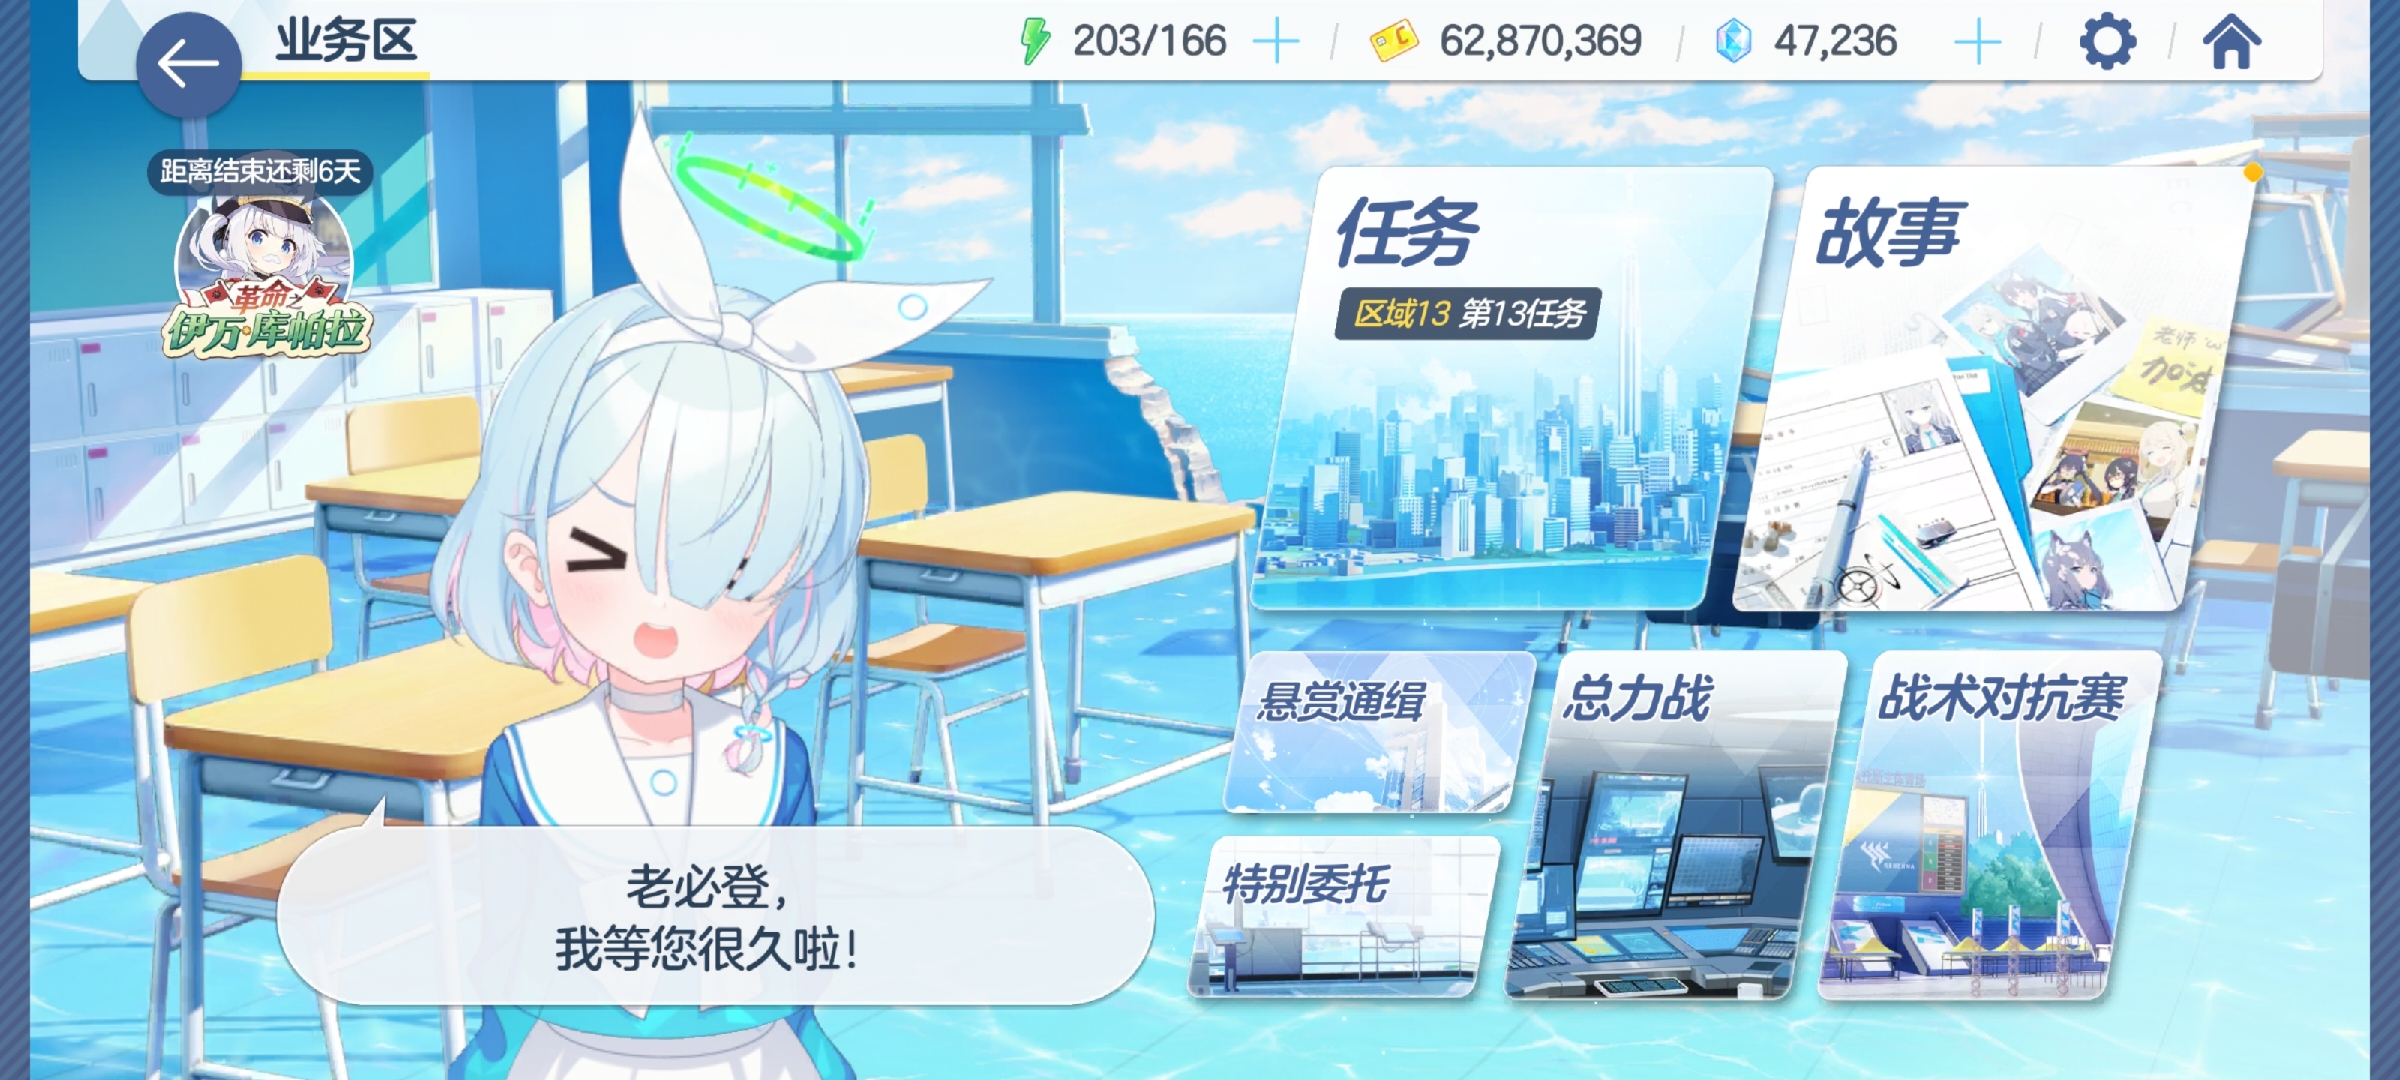 业务区
203/166
62,870,369
47,236
距离结束还剩6天
革命之
伊万·库帕拉
任务
区域13 第13任务
故事
老师
加油
悬赏通缉
总力战
战术对抗赛
特别委托
老必登，
我等您很久啦！